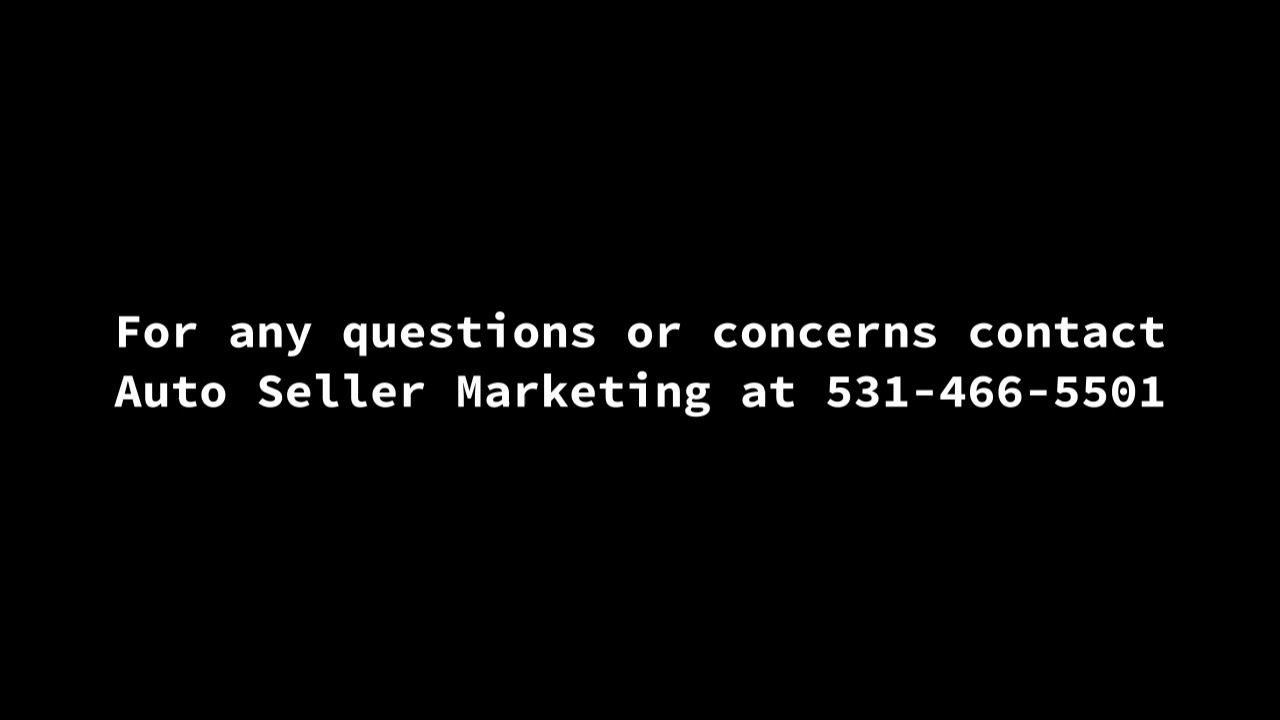 For any questions or concerns contact
Auto Seller Marketing at 531-466-5501